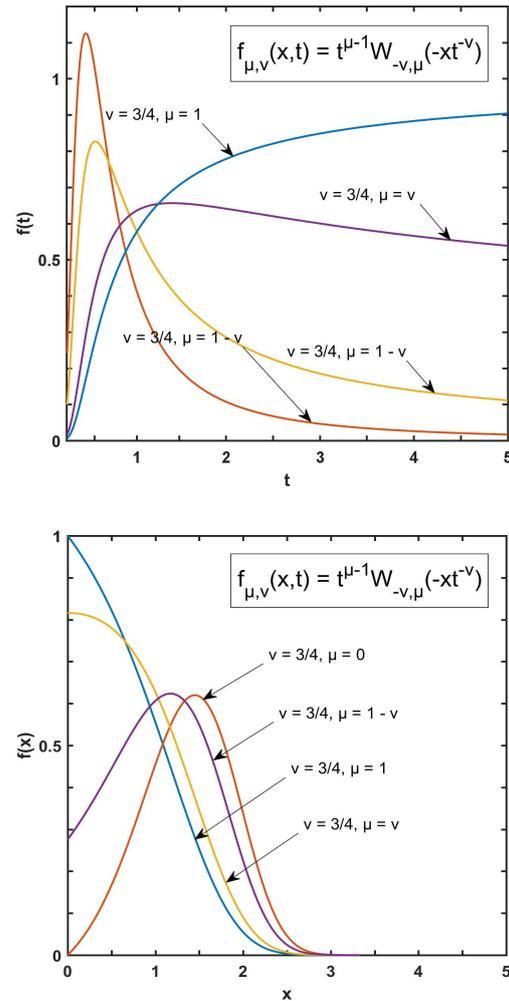 f_μ,ν(x,t) = t^μ-1 W_-ν,μ(-xt^-ν)
1
ν = 3/4, μ = 1
ν = 3/4, μ = ν
f(t)
0.5
ν = 3/4, μ = 1 - ν
ν = 3/4, μ = 1 - ν
0
1 2 3 4 5
t
1
f_μ,ν(x,t) = t^μ-1 W_-ν,μ(-xt^-ν)
ν = 3/4, μ = 0
ν = 3/4, μ = 1 - ν
f(x)
0.5
ν = 3/4, μ = 1
ν = 3/4, μ = ν
0
0 1 2 3 4 5
x